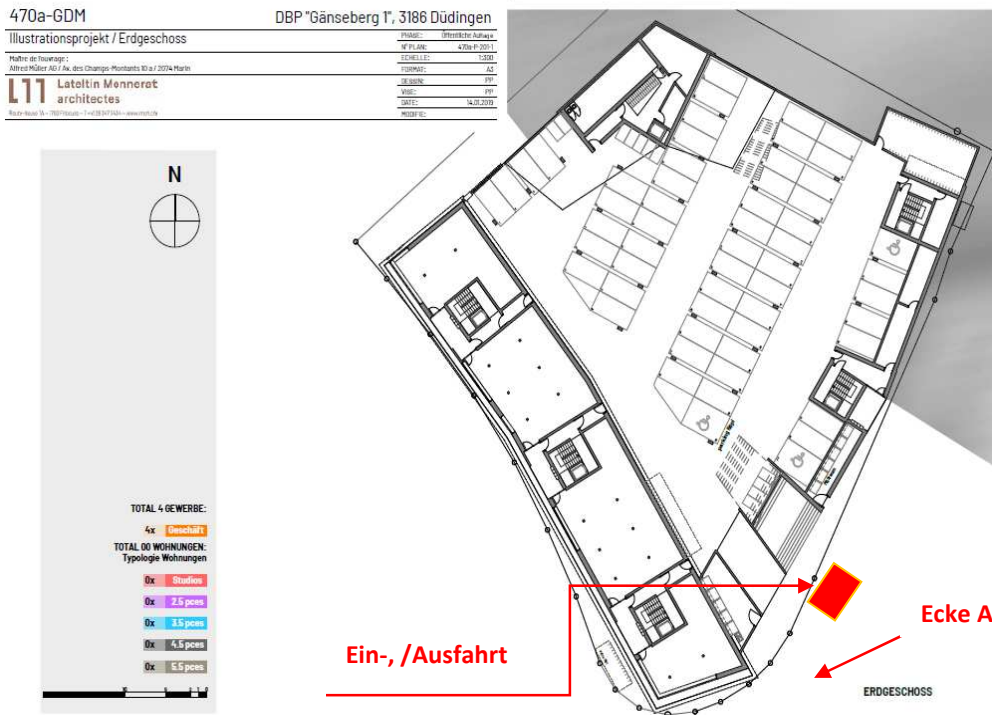 470a-GDM
DBP "Gänseberg 1", 3186 Düdingen
Illustrationsprojekt / Erdgeschoss
PHASE: Öffentliche Auflage
N° PLAN: 470a-P-201-1
ECHELLE: 1:300
FORMAT: A3
DESSIN: PP
VISE: PP
DATE: 14.01.2019
MODIFIE:
Maître de l'ouvrage :
Alfred Müller AG / Av. des Champs-Montants 10 a / 2074 Marin
Lateltin Monnerat
architectes
N
TOTAL 4 GEWERBE:
4x Geschäft
TOTAL 00 WOHNUNGEN:
Typologie Wohnungen
0x Studios
0x 2.5 pces
0x 3.5 pces
0x 4.5 pces
0x 5.5 pces
Ein-, /Ausfahrt
Ecke A
ERDGESCHOSS